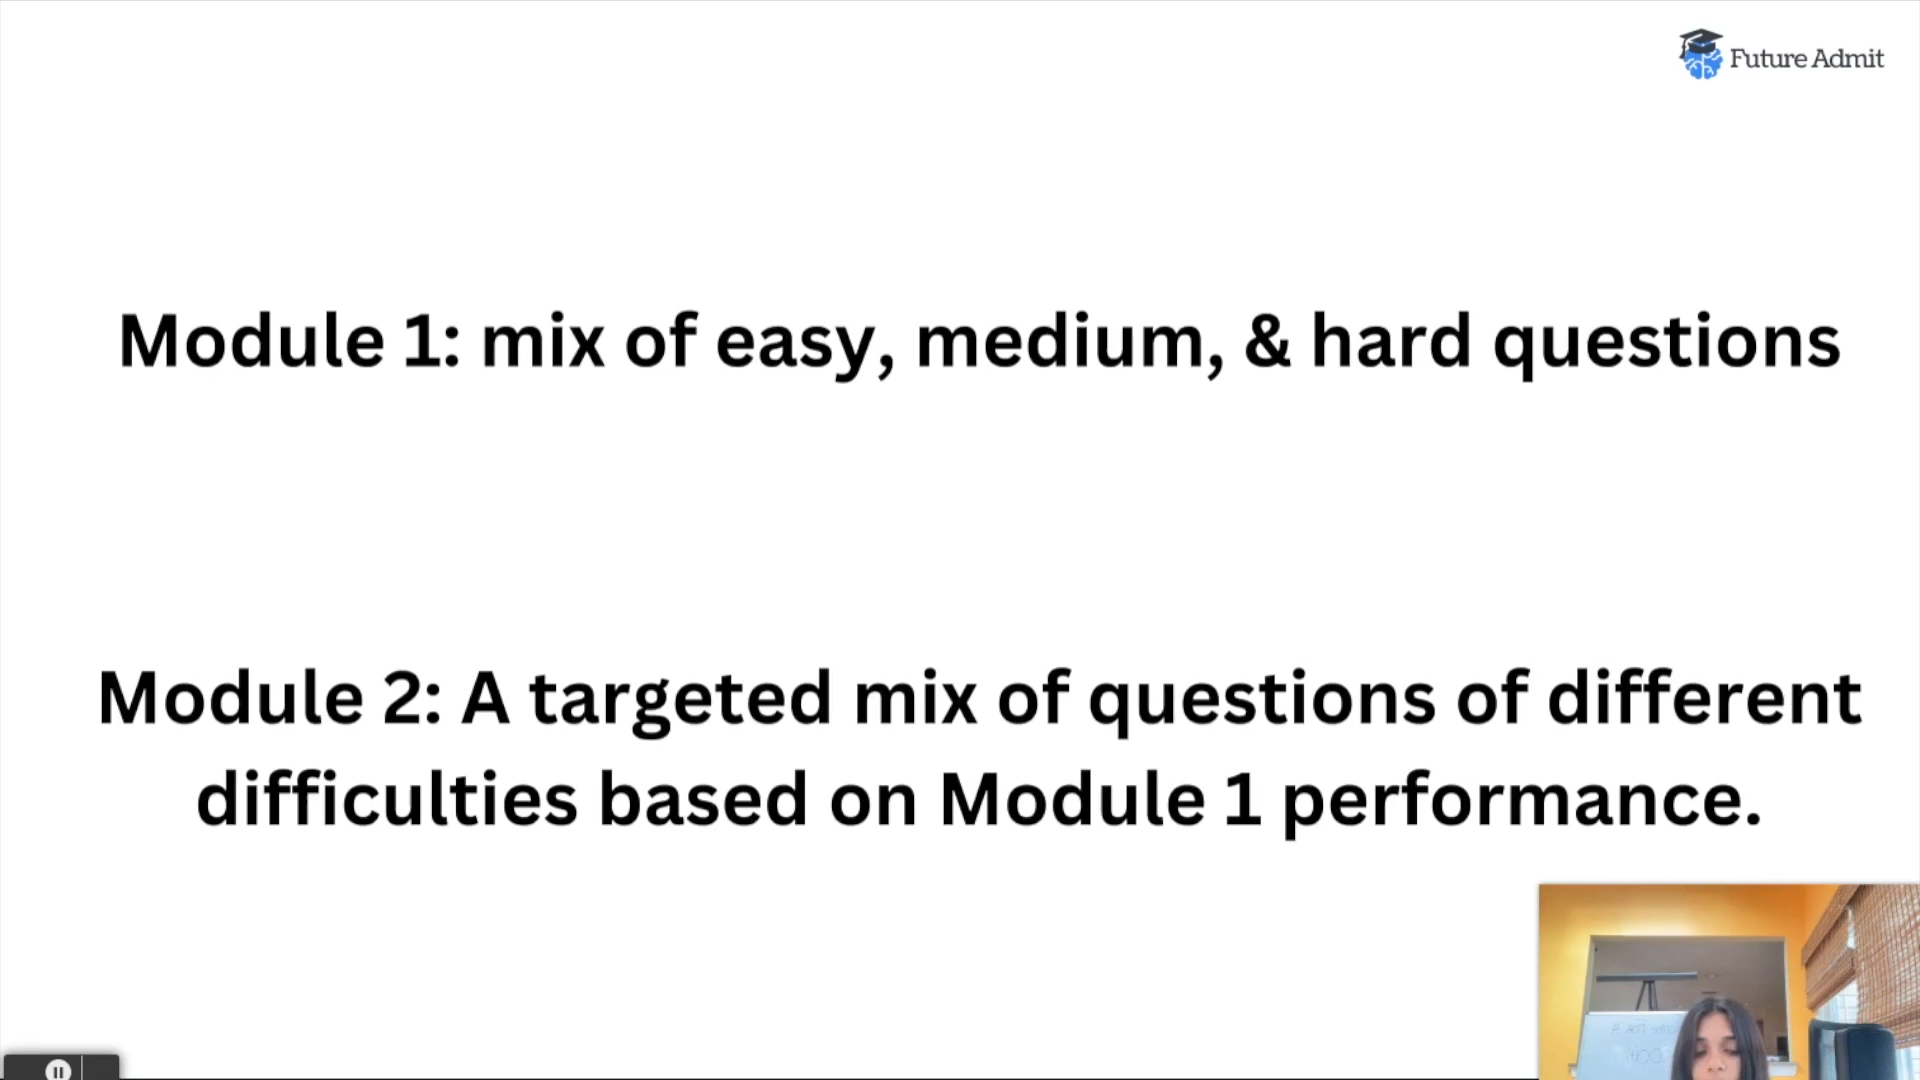 Future Admit
Module 1: mix of easy, medium, & hard questions
Module 2: A targeted mix of questions of different
difficulties based on Module 1 performance.